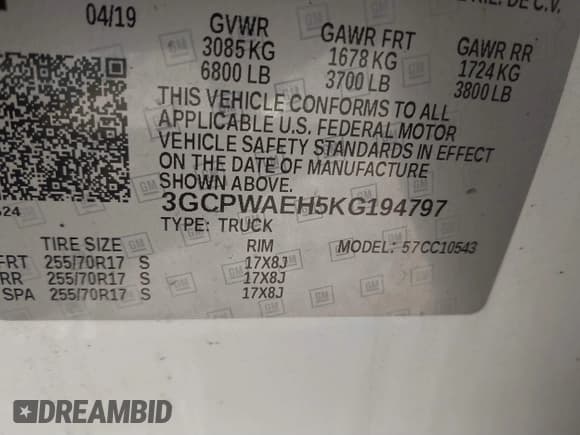 DE C.V.
04/19 GVWR GAWR FRT GAWR RR
3085 KG 1678 KG 1724 KG
6800 LB 3700 LB 3800 LB
THIS VEHICLE CONFORMS TO ALL
APPLICABLE U.S. FEDERAL MOTOR
VEHICLE SAFETY STANDARDS IN EFFECT
ON THE DATE OF MANUFACTURE
SHOWN ABOVE.
3GCPWAEH5KG194797
TYPE: TRUCK MODEL: 57CC10543
TIRE SIZE RIM
FRT 255/70R17 S 17X8J
RR 255/70R17 S 17X8J
SPA 255/70R17 S 17X8J
DREAMBID